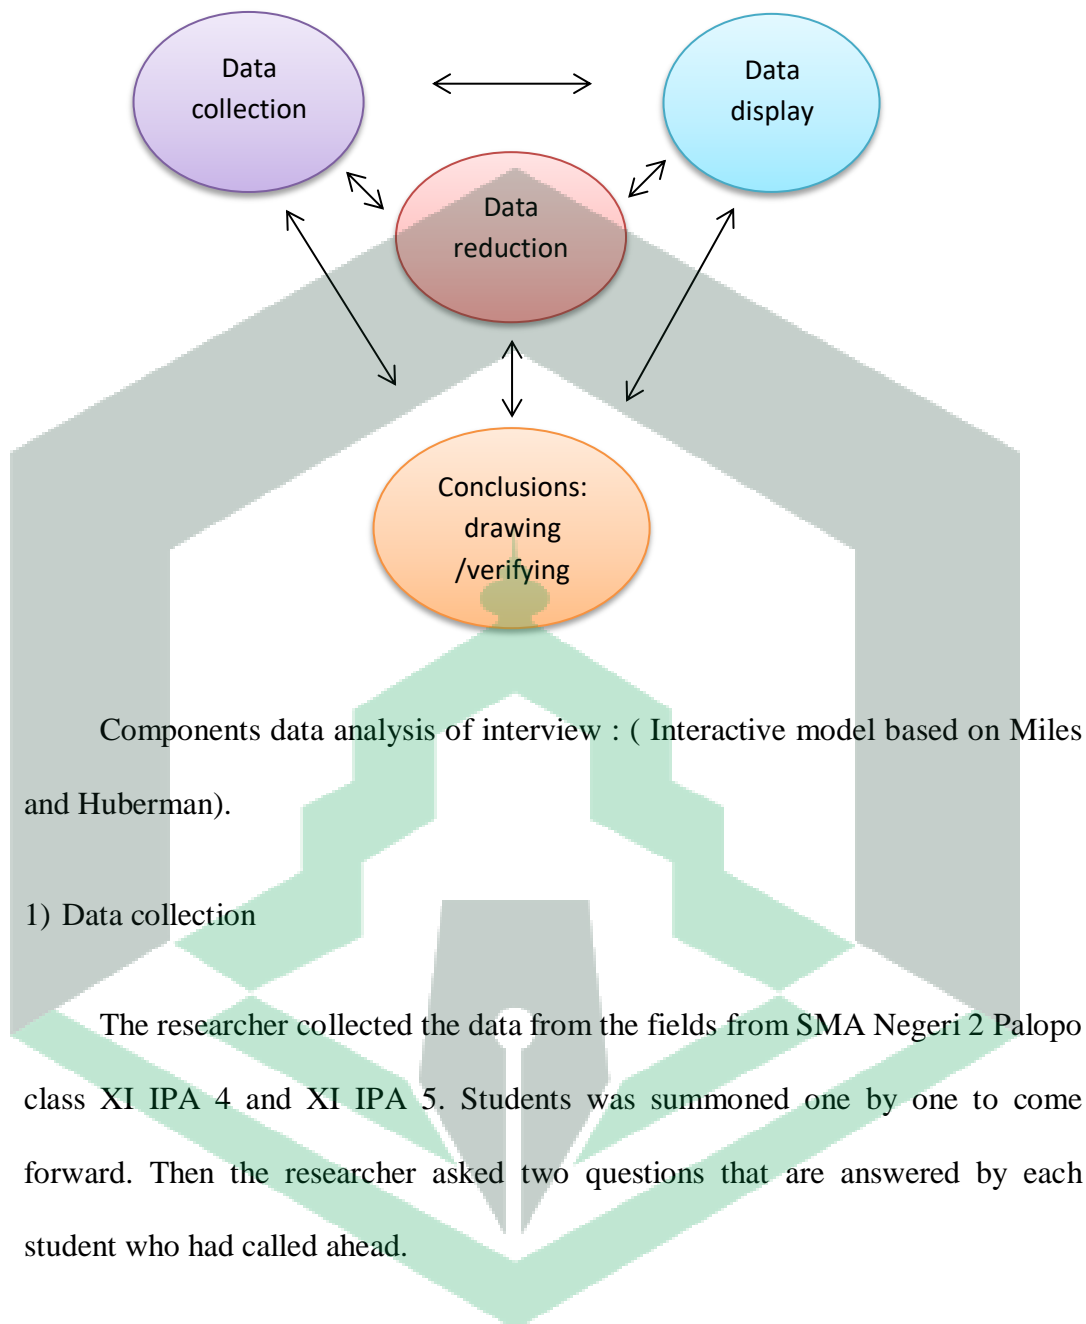 Data
collection
Data
display
Data
reduction
Conclusions:
drawing
/verifying
Components data analysis of interview : ( Interactive model based on Miles
and Huberman).
1) Data collection
The researcher collected the data from the fields from SMA Negeri 2 Palopo
class XI IPA 4 and XI IPA 5. Students was summoned one by one to come
forward. Then the researcher asked two questions that are answered by each
student who had called ahead.